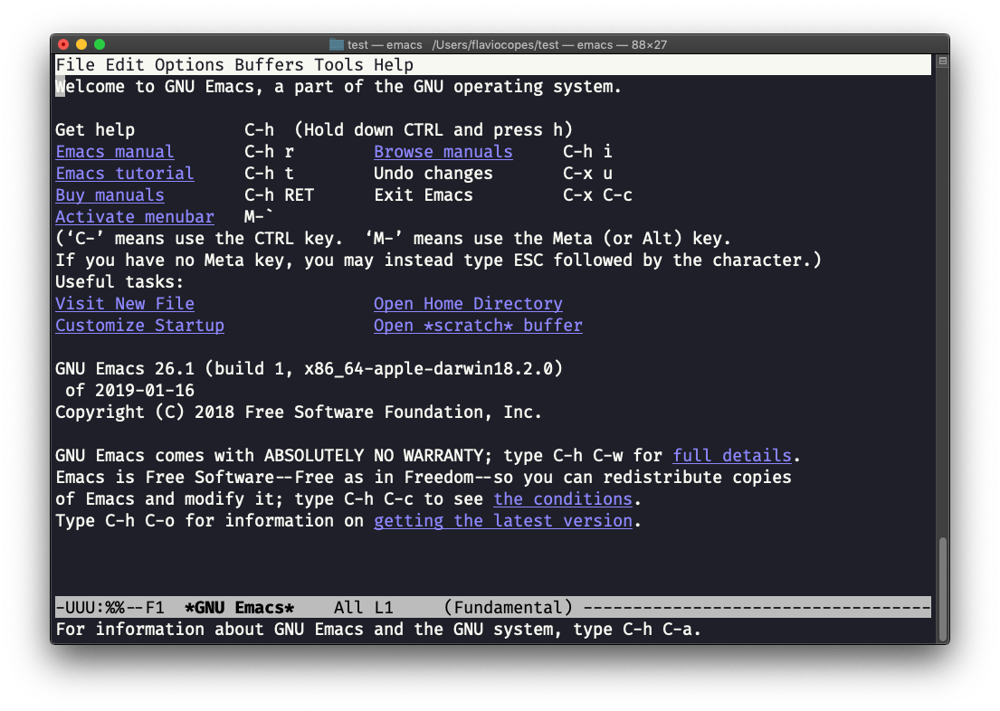 test — emacs  /Users/flaviocopes/test — emacs — 88×27
File Edit Options Buffers Tools Help
Welcome to GNU Emacs, a part of the GNU operating system.
Get help           C-h  (Hold down CTRL and press h)
Emacs manual       C-h r        Browse manuals     C-h i
Emacs tutorial     C-h t        Undo changes       C-x u
Buy manuals        C-h RET      Exit Emacs         C-x C-c
Activate menubar   M-`
(‘C-’ means use the CTRL key.  ‘M-’ means use the Meta (or Alt) key.
If you have no Meta key, you may instead type ESC followed by the character.)
Useful tasks:
Visit New File                  Open Home Directory
Customize Startup               Open *scratch* buffer
GNU Emacs 26.1 (build 1, x86_64-apple-darwin18.2.0)
 of 2019-01-16
Copyright (C) 2018 Free Software Foundation, Inc.
GNU Emacs comes with ABSOLUTELY NO WARRANTY; type C-h C-w for full details.
Emacs is Free Software--Free as in Freedom--so you can redistribute copies
of Emacs and modify it; type C-h C-c to see the conditions.
Type C-h C-o for information on getting the latest version.
-UUU:%%--F1  *GNU Emacs*    All L1     (Fundamental) -----------------------------------
For information about GNU Emacs and the GNU system, type C-h C-a.